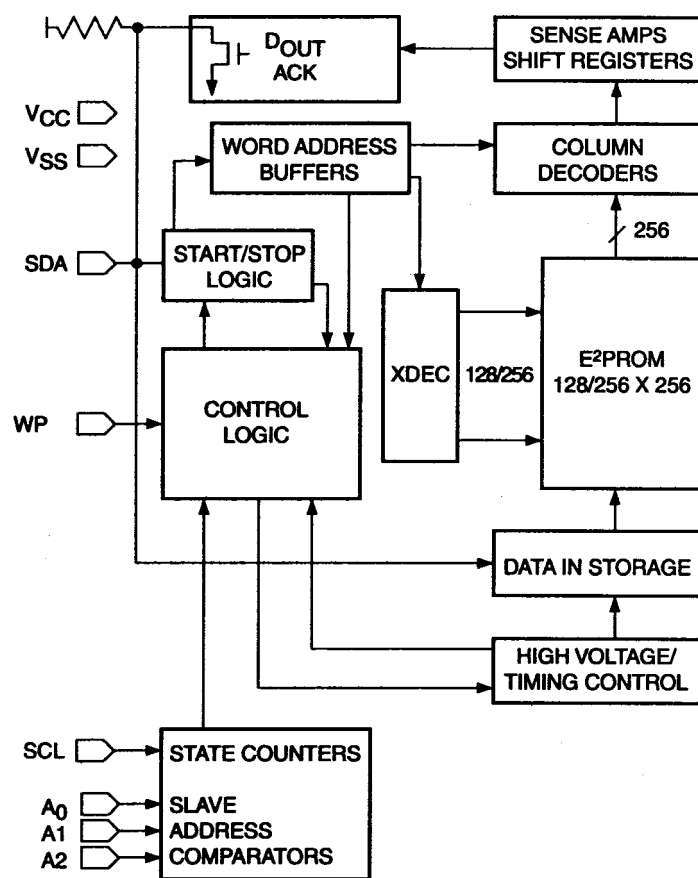 DOUT
ACK
SENSE AMPS
SHIFT REGISTERS
VCC
VSS
WORD ADDRESS
BUFFERS
COLUMN
DECODERS
256
SDA
START/STOP
LOGIC
XDEC
128/256
E²PROM
128/256 X 256
WP
CONTROL
LOGIC
DATA IN STORAGE
HIGH VOLTAGE/
TIMING CONTROL
SCL
STATE COUNTERS
A0
SLAVE
A1
ADDRESS
A2
COMPARATORS